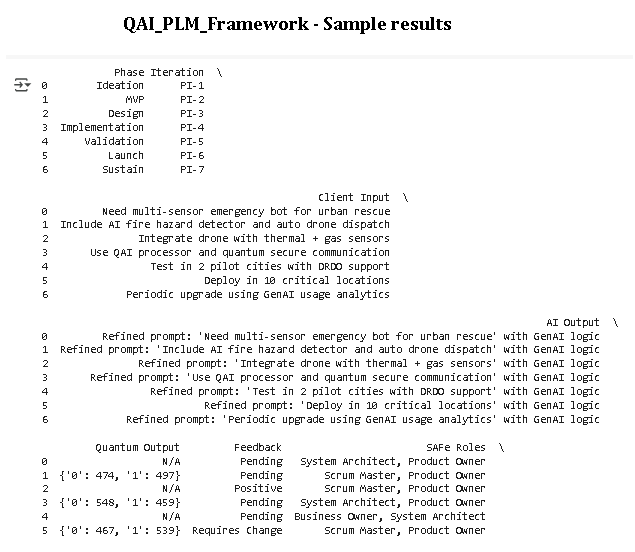 QAI_PLM_Framework - Sample results
Phase Iteration \
0 Ideation PI-1
1 MVP PI-2
2 Design PI-3
3 Implementation PI-4
4 Validation PI-5
5 Launch PI-6
6 Sustain PI-7
Client Input \
0 Need multi-sensor emergency bot for urban rescue
1 Include AI fire hazard detector and auto drone dispatch
2 Integrate drone with thermal + gas sensors
3 Use QAI processor and quantum secure communication
4 Test in 2 pilot cities with DRDO support
5 Deploy in 10 critical locations
6 Periodic upgrade using GenAI usage analytics
AI Output \
0 Refined prompt: 'Need multi-sensor emergency bot for urban rescue' with GenAI logic
1 Refined prompt: 'Include AI fire hazard detector and auto drone dispatch' with GenAI logic
2 Refined prompt: 'Integrate drone with thermal + gas sensors' with GenAI logic
3 Refined prompt: 'Use QAI processor and quantum secure communication' with GenAI logic
4 Refined prompt: 'Test in 2 pilot cities with DRDO support' with GenAI logic
5 Refined prompt: 'Deploy in 10 critical locations' with GenAI logic
6 Refined prompt: 'Periodic upgrade using GenAI usage analytics' with GenAI logic
Quantum Output Feedback SAFe Roles \
0 N/A Pending System Architect, Product Owner
1 {'0': 474, '1': 497} Pending Scrum Master, Product Owner
2 N/A Positive Scrum Master, Product Owner
3 {'0': 548, '1': 459} Pending System Architect, Product Owner
4 N/A Pending Business Owner, System Architect
5 {'0': 467, '1': 539} Requires Change Scrum Master, Product Owner